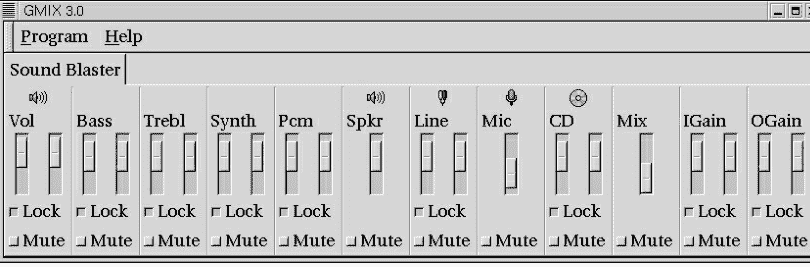 GMIX 3.0
Program Help
Sound Blaster
Vol Bass Trebl Synth Pcm Spkr Line Mic CD Mix IGain OGain
Lock Lock Lock Lock Lock Lock Lock Lock Lock
Mute Mute Mute Mute Mute Mute Mute Mute Mute Mute Mute Mute